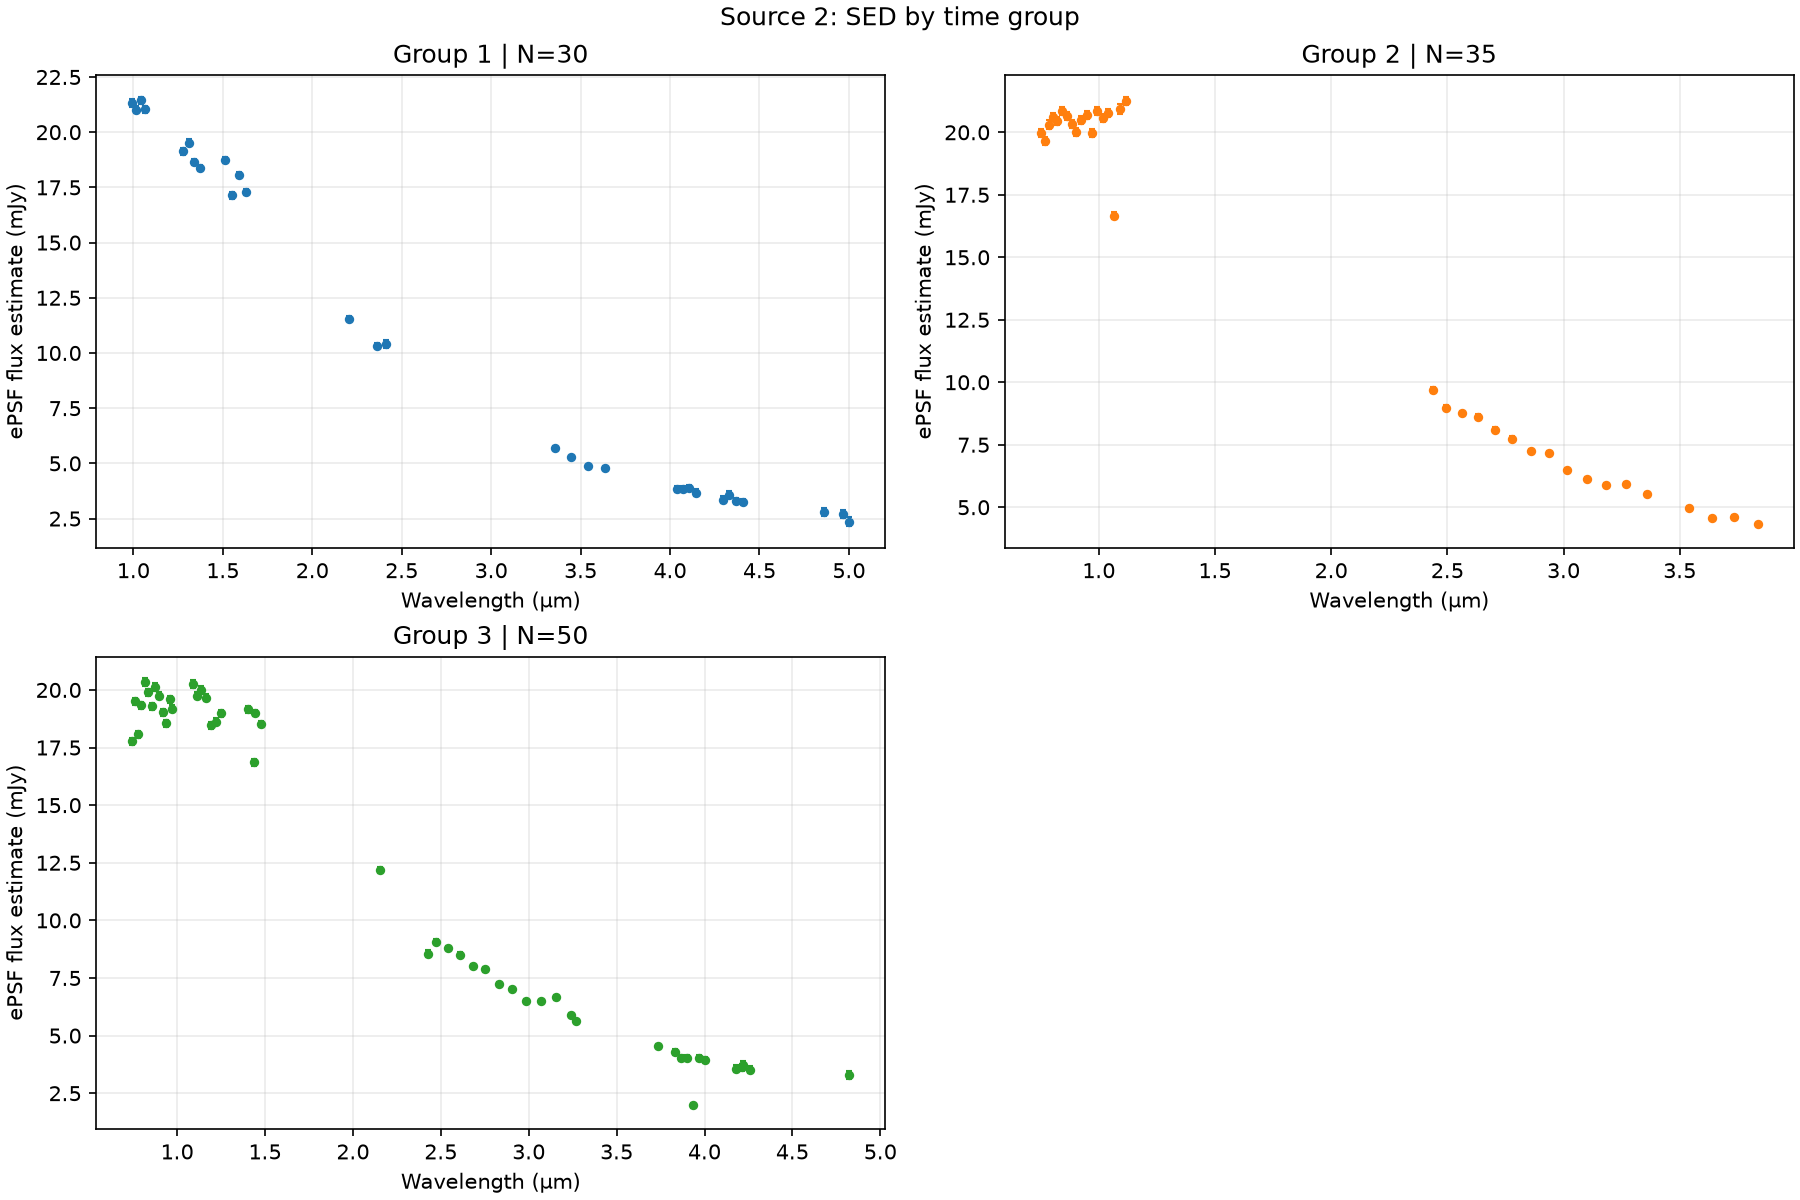 Source 2: SED by time group
Group 1 | N=30
22.5
20.0
17.5
15.0
12.5
10.0
7.5
5.0
2.5
ePSF flux estimate (mJy)
1.0 1.5 2.0 2.5 3.0 3.5 4.0 4.5 5.0
Wavelength (μm)
Group 2 | N=35
20.0
17.5
15.0
12.5
10.0
7.5
5.0
ePSF flux estimate (mJy)
1.0 1.5 2.0 2.5 3.0 3.5
Wavelength (μm)
Group 3 | N=50
20.0
17.5
15.0
12.5
10.0
7.5
5.0
2.5
ePSF flux estimate (mJy)
1.0 1.5 2.0 2.5 3.0 3.5 4.0 4.5 5.0
Wavelength (μm)